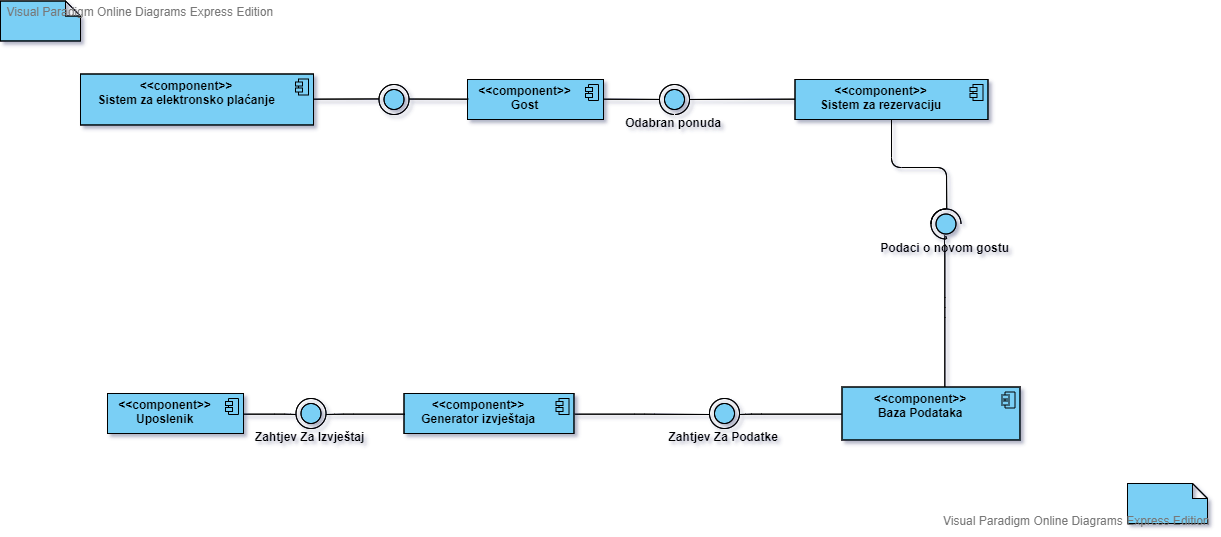 Visual Paradigm Online Diagrams Express Edition
<<component>>
Sistem za elektronsko plaćanje
<<component>>
Gost
Odabran ponuda
<<component>>
Sistem za rezervaciju
Podaci o novom gostu
<<component>>
Uposlenik
Zahtjev Za Izvještaj
<<component>>
Generator izvještaja
Zahtjev Za Podatke
<<component>>
Baza Podataka
Visual Paradigm Online Diagrams Express Edition